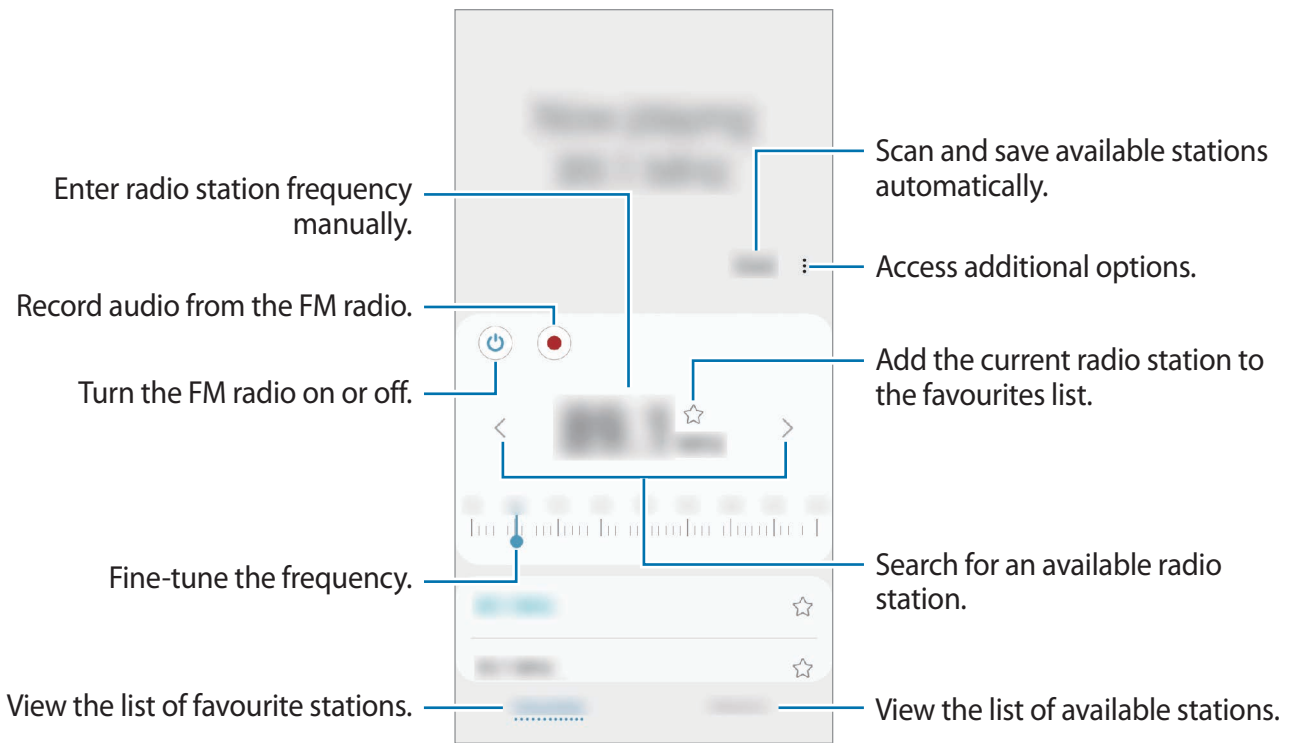 Enter radio station frequency
manually.
Record audio from the FM radio.
Turn the FM radio on or off.
Fine-tune the frequency.
View the list of favourite stations.
Scan and save available stations
automatically.
Access additional options.
Add the current radio station to
the favourites list.
Search for an available radio
station.
View the list of available stations.